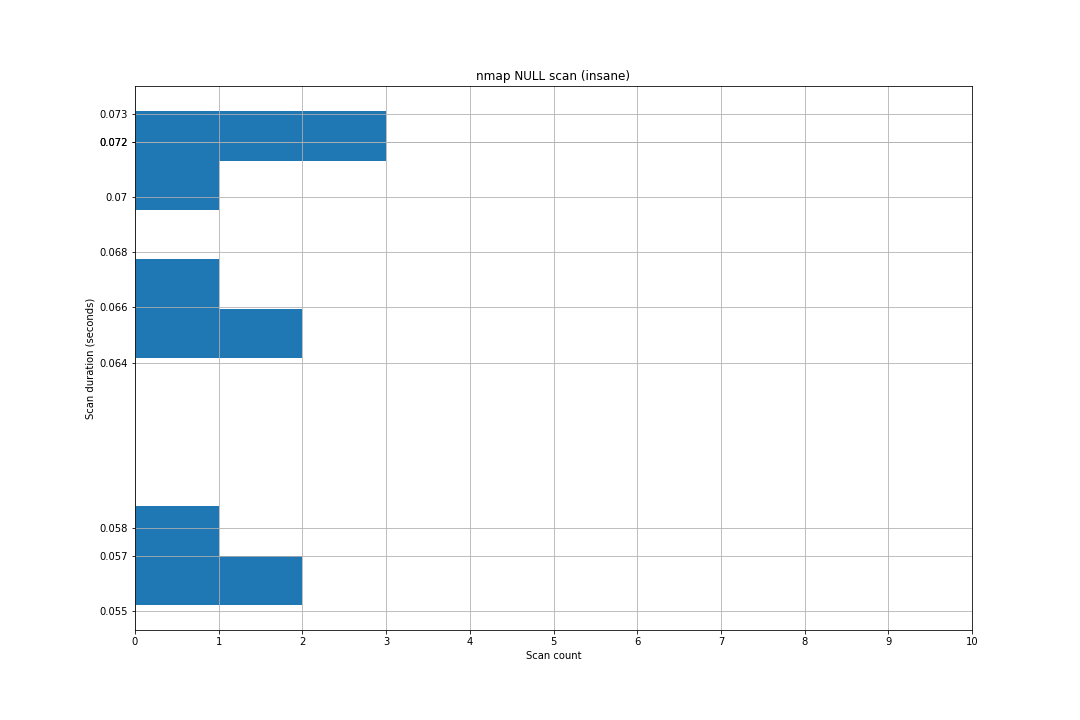 nmap NULL scan (insane)
0.073
0.072
0.07
0.068
0.066
0.064
0.058
0.057
0.055
Scan duration (seconds)
0 1 2 3 4 5 6 7 8 9 10
Scan count